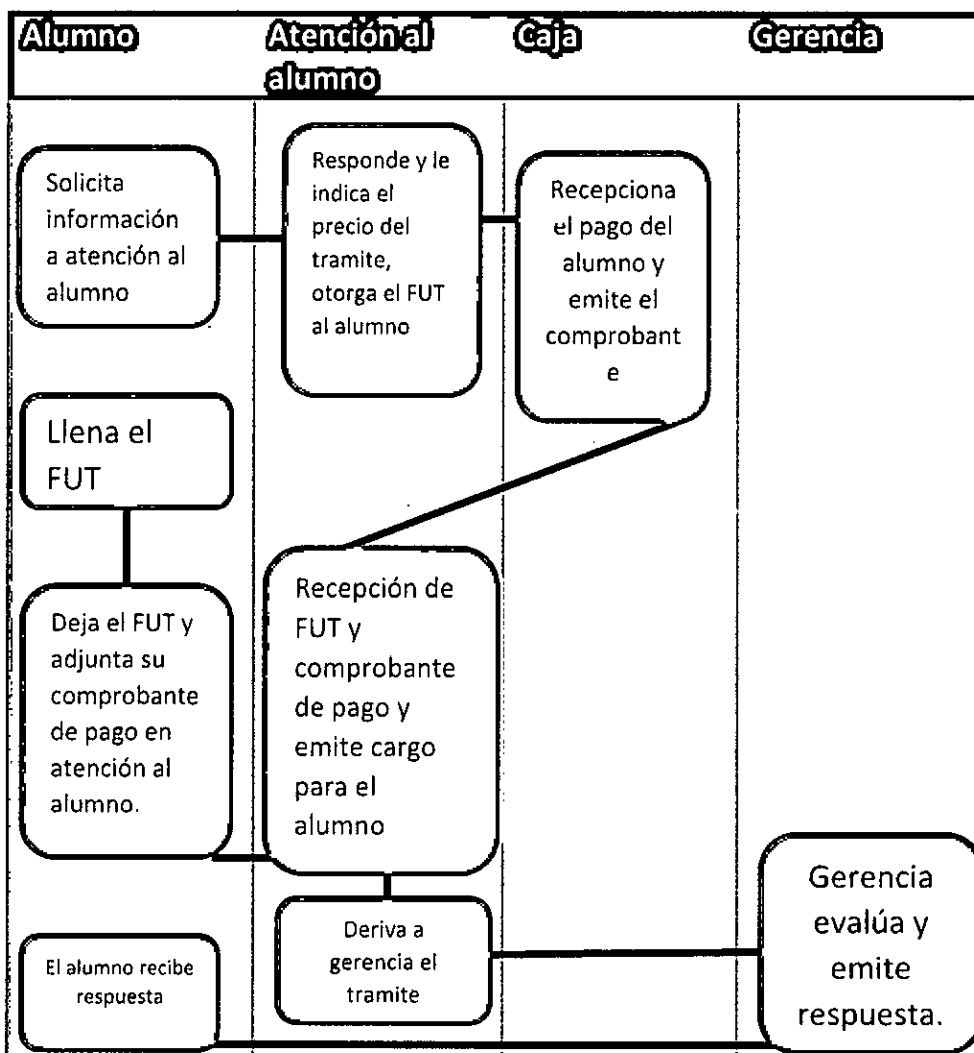 Alumno
Atención al
alumno
Caja
Gerencia
Solicita
información
a atención al
alumno
Responde y le
indica el
precio del
tramite,
otorga el FUT
al alumno
Recepciona
el pago del
alumno y
emite el
comprobant
e
Llena el
FUT
Deja el FUT y
adjunta su
comprobante
de pago en
atención al
alumno.
Recepción de
FUT y
comprobante
de pago y
emite cargo
para el
alumno
Deriva a
gerencia el
tramite
Gerencia
evalúa y
emite
respuesta.
El alumno recibe
respuesta